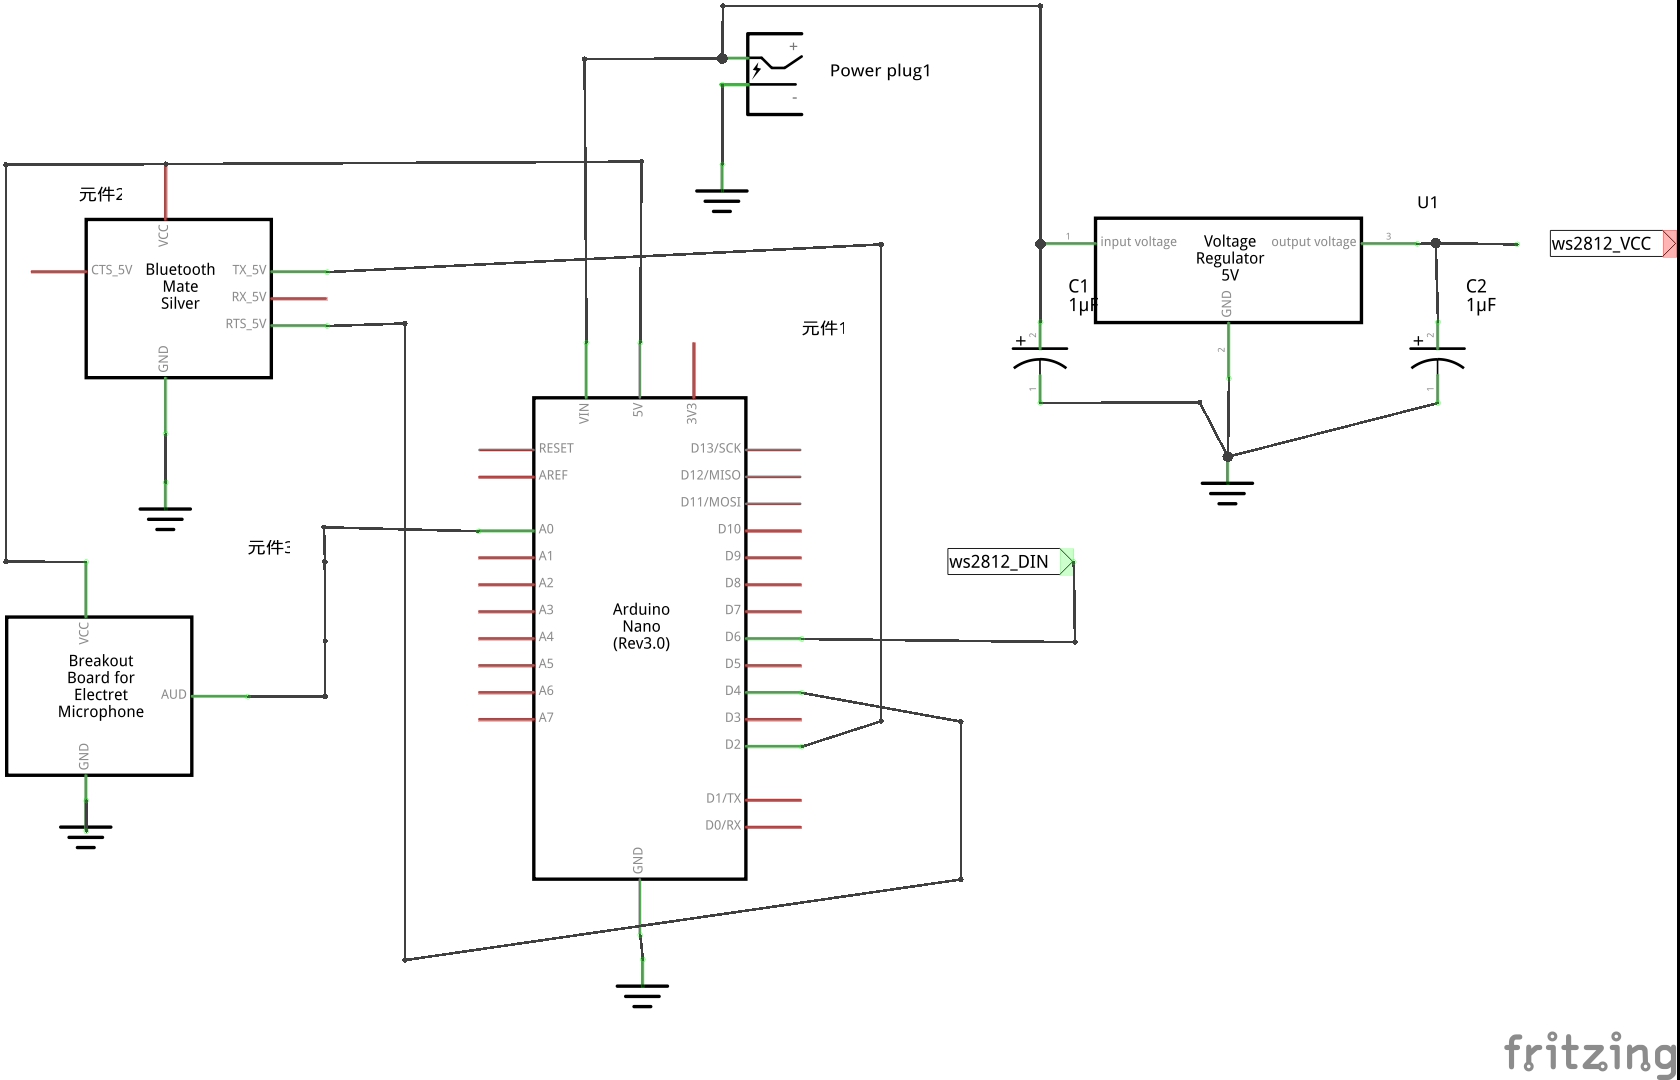 +
Power plug1
-
元件2
VCC
CTS_5V
Bluetooth
Mate
Silver
TX_5V
RX_5V
RTS_5V
GND
U1
1
input voltage
Voltage
Regulator
5V
output voltage
3
GND
2
ws2812_VCC
C1
1μF
+
2
1
C2
1μF
+
2
1
元件1
VIN
5V
3V3
RESET
AREF
A0
A1
A2
A3
A4
A5
A6
A7
Arduino
Nano
(Rev3.0)
D13/SCK
D12/MISO
D11/MOSI
D10
D9
D8
D7
D6
D5
D4
D3
D2
D1/TX
D0/RX
GND
ws2812_DIN
元件3
VCC
Breakout
Board for
Electret
Microphone
AUD
GND
fritzing